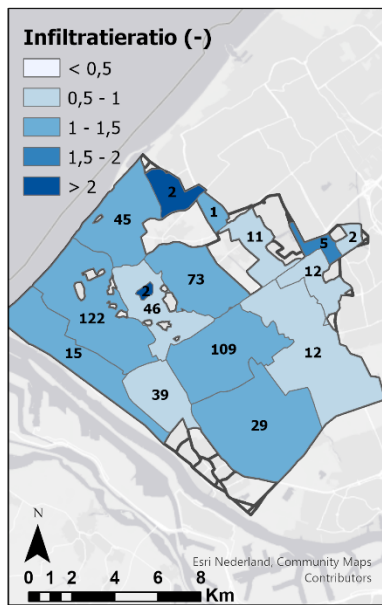 Infiltratieratio (-)
< 0,5
0,5 - 1
1 - 1,5
1,5 - 2
> 2
2
45
1
11
5
2
12
73
2
46
122
109
12
15
39
29
N
Esri Nederland, Community Maps
Contributors
0 1 2 4 6 8
Km